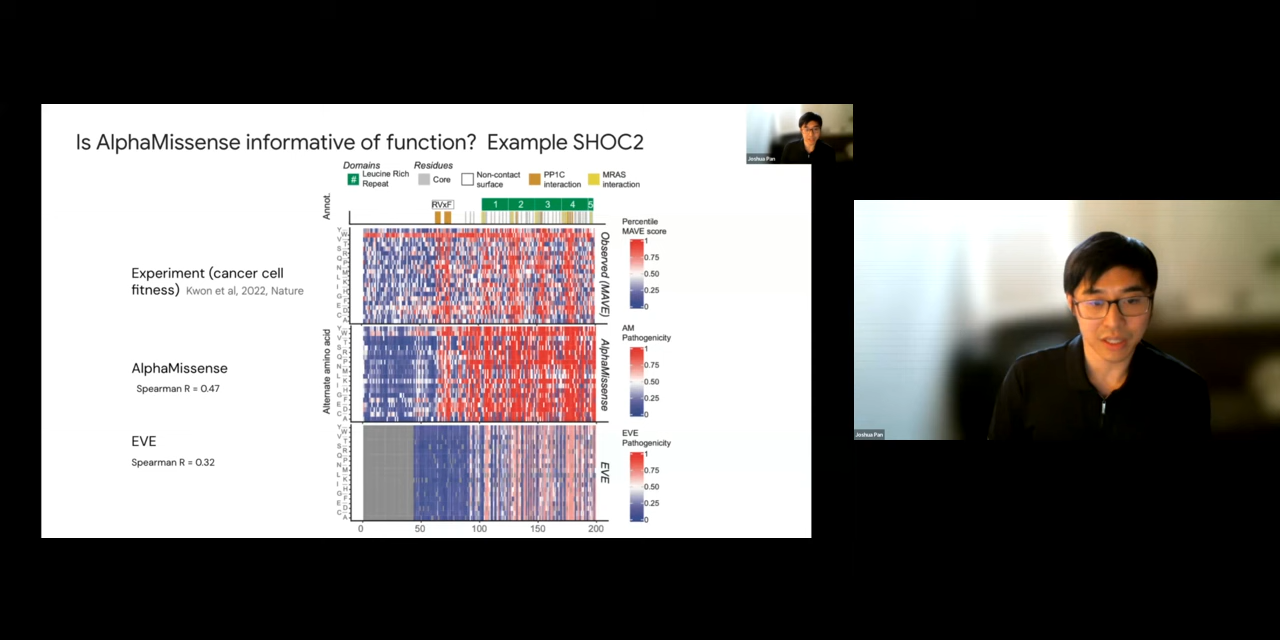 Is AlphaMissense informative of function? Example SHOC2
Joshua Pan
Domains
Residues
# Leucine Rich
Repeat
Core
Non-contact
surface
PP1C
interaction
MRAS
interaction
Annot.
RVxF
1 2 3 4 5
Experiment (cancer cell
fitness) Kwon et al, 2022, Nature
Observed (MAVE)
Percentile
MAVE score
1
0.75
0.50
0.25
0
Alternate amino acid
AlphaMissense
Spearman R = 0.47
AlphaMissense
AM
Pathogenicity
1
0.75
0.50
0.25
0
EVE
Spearman R = 0.32
EVE
EVE
Pathogenicity
1
0.75
0.50
0.25
0
0 50 100 150 200
Joshua Pan